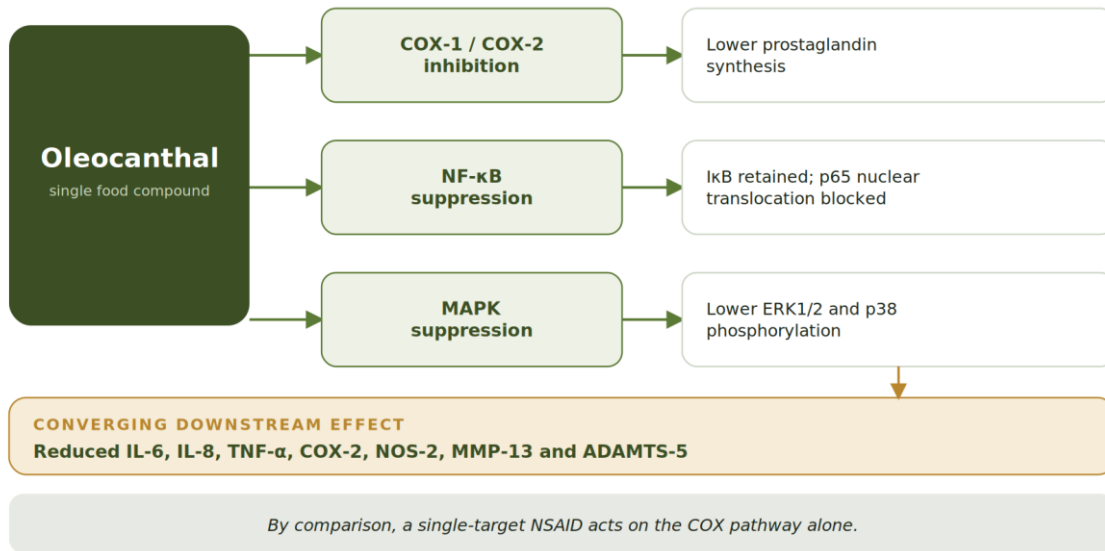 Oleocanthal
single food compound
COX-1 / COX-2
inhibition
Lower prostaglandin
synthesis
NF-κB
suppression
IκB retained; p65 nuclear
translocation blocked
MAPK
suppression
Lower ERK1/2 and p38
phosphorylation
CONVERGING DOWNSTREAM EFFECT
Reduced IL-6, IL-8, TNF-α, COX-2, NOS-2, MMP-13 and ADAMTS-5
By comparison, a single-target NSAID acts on the COX pathway alone.